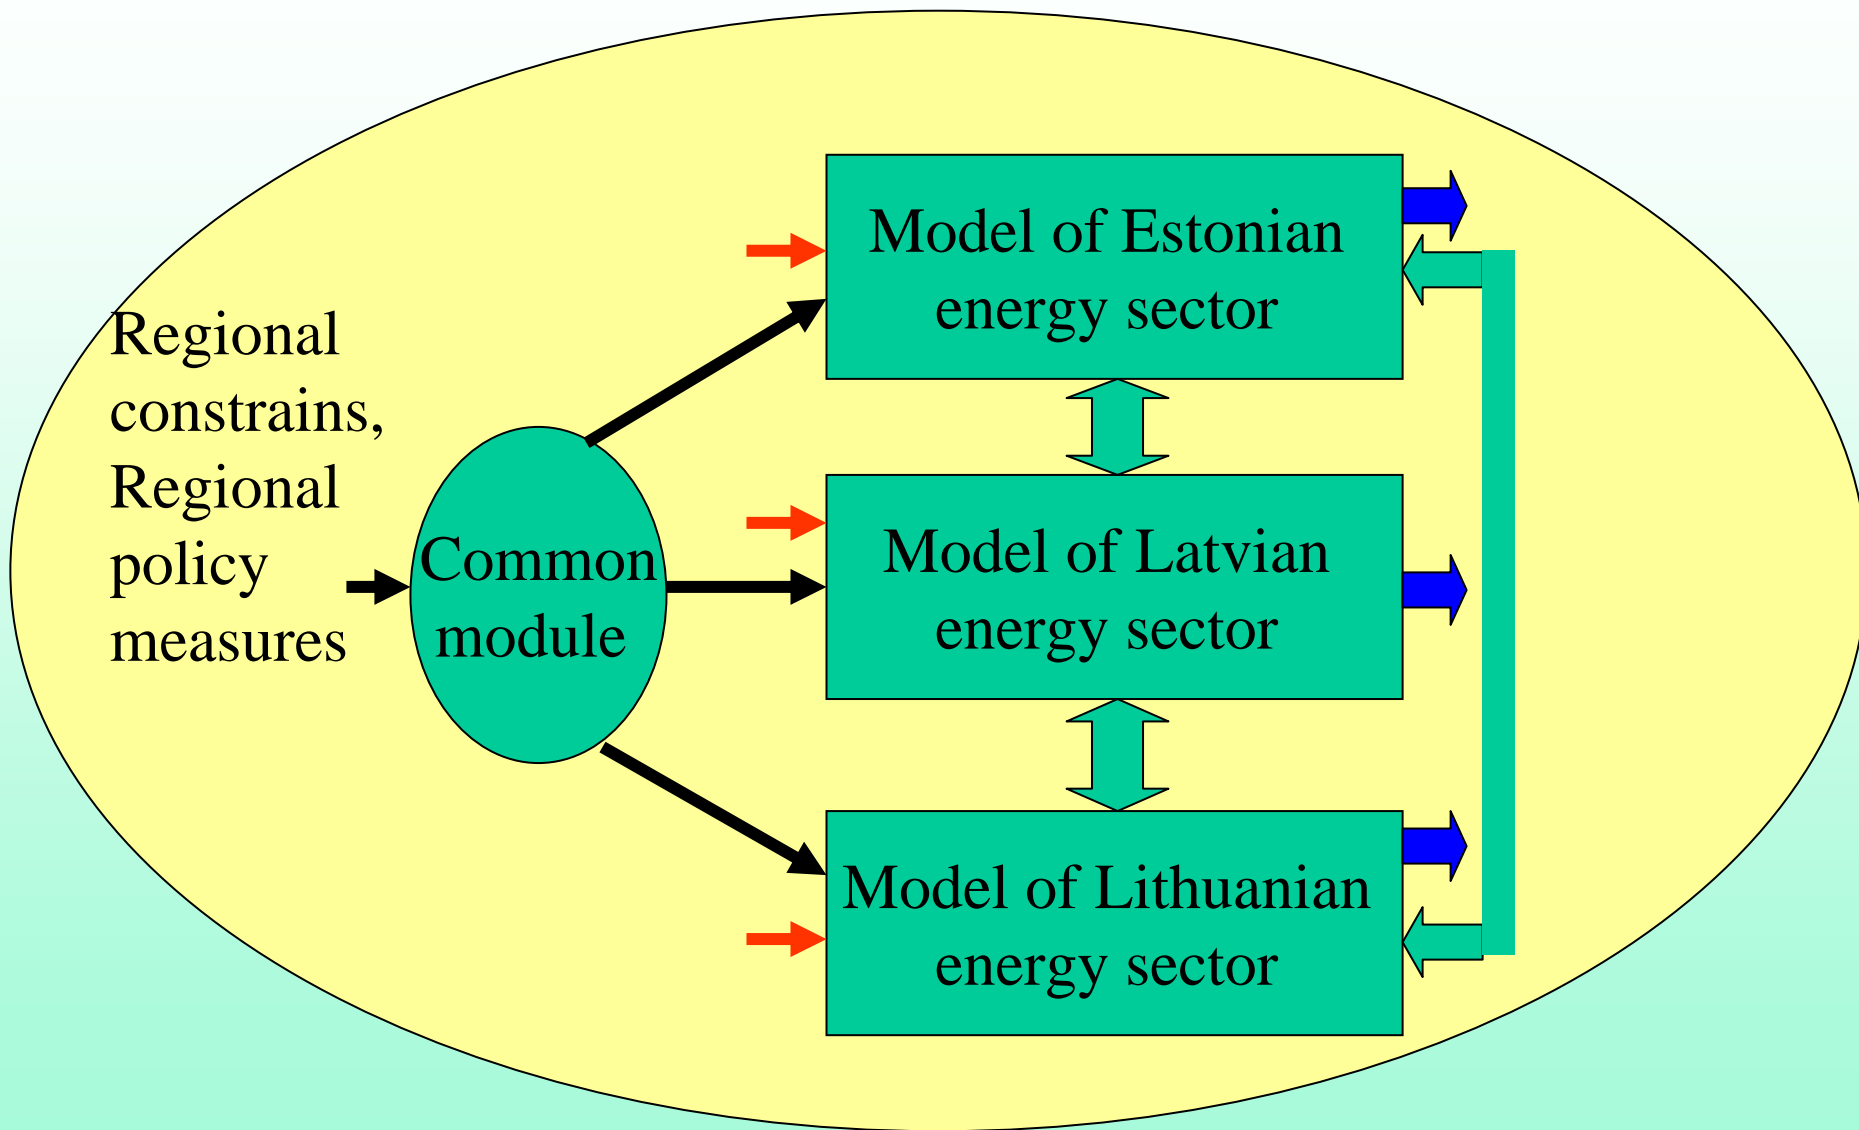 Regional
constrains,
Regional
policy
measures
Common
module
Model of Estonian
energy sector
Model of Latvian
energy sector
Model of Lithuanian
energy sector